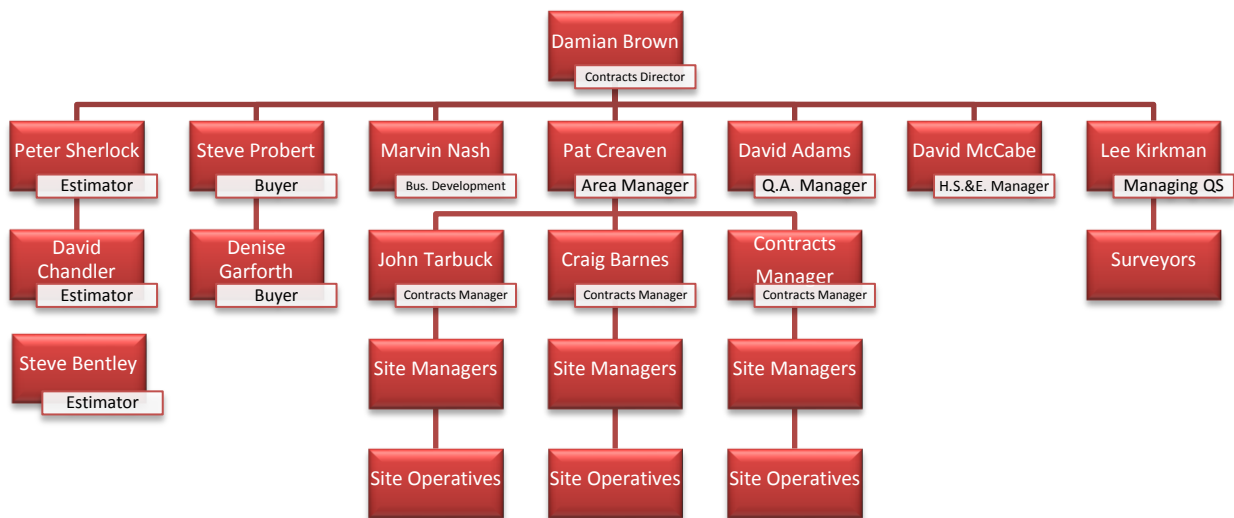 Damian Brown
Contracts Director
Peter Sherlock
Estimator
Steve Probert
Buyer
Marvin Nash
Bus. Development
Pat Creaven
Area Manager
David Adams
Q.A. Manager
David McCabe
H.S.&E. Manager
Lee Kirkman
Managing QS
David
Chandler
Estimator
Denise
Garforth
Buyer
John Tarbuck
Contracts Manager
Craig Barnes
Contracts Manager
Contracts
Manager
Contracts Manager
Surveyors
Steve Bentley
Estimator
Site Managers
Site Managers
Site Managers
Site Operatives
Site Operatives
Site Operatives